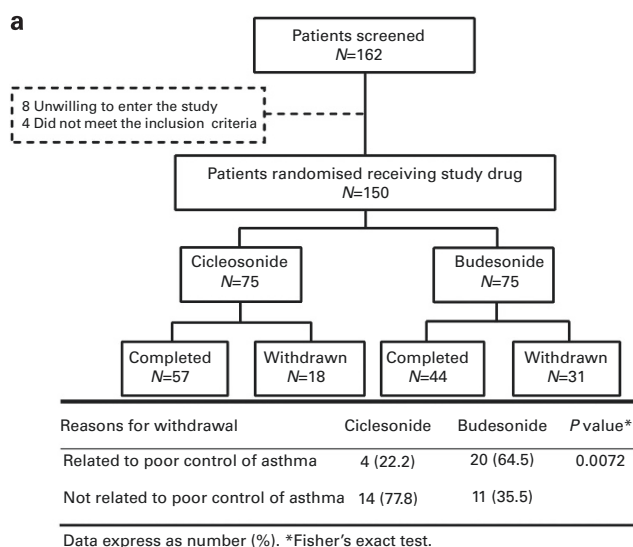 a
Patients screened
N=162
8 Unwilling to enter the study
4 Did not meet the inclusion criteria
Patients randomised receiving study drug
N=150
Cicleosonide
N=75
Budesonide
N=75
Completed
N=57
Withdrawn
N=18
Completed
N=44
Withdrawn
N=31
Reasons for withdrawal Ciclesonide Budesonide P value*
Related to poor control of asthma 4 (22.2) 20 (64.5) 0.0072
Not related to poor control of asthma 14 (77.8) 11 (35.5)
Data express as number (%). *Fisher's exact test.